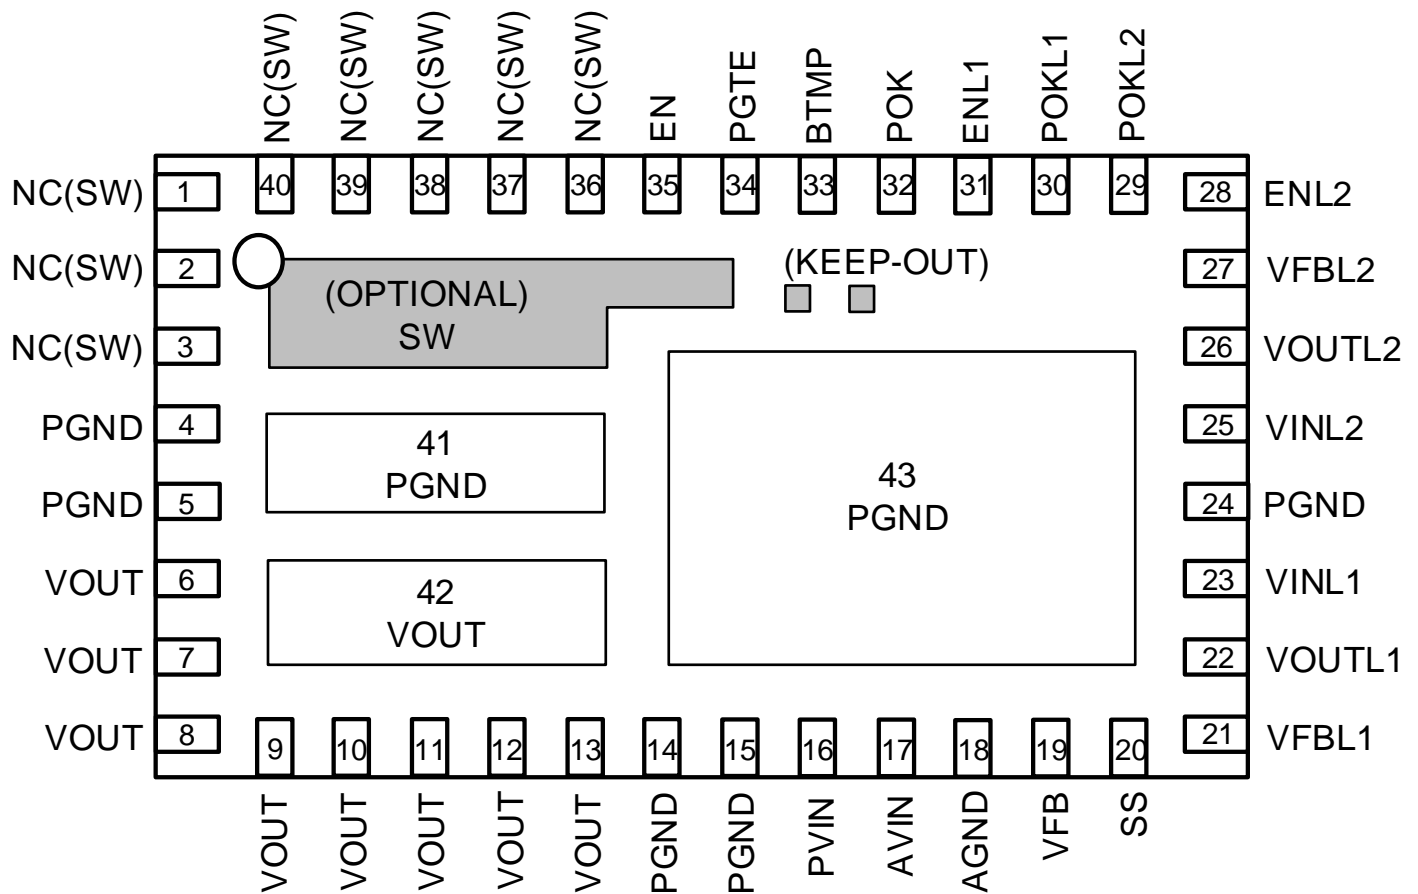 NC(SW)
NC(SW)
NC(SW)
NC(SW)
NC(SW)
EN
PGTE
BTMP
POK
ENL1
POKL1
POKL2
40
39
38
37
36
35
34
33
32
31
30
29
NC(SW)
1
28
ENL2
NC(SW)
2
27
VFBL2
NC(SW)
3
26
VOUTL2
PGND
4
25
VINL2
PGND
5
24
PGND
VOUT
6
23
VINL1
VOUT
7
22
VOUTL1
VOUT
8
21
VFBL1
(OPTIONAL)
SW
(KEEP-OUT)
41
PGND
42
VOUT
43
PGND
9
10
11
12
13
14
15
16
17
18
19
20
VOUT
VOUT
VOUT
VOUT
VOUT
PGND
PGND
PVIN
AVIN
AGND
VFB
SS